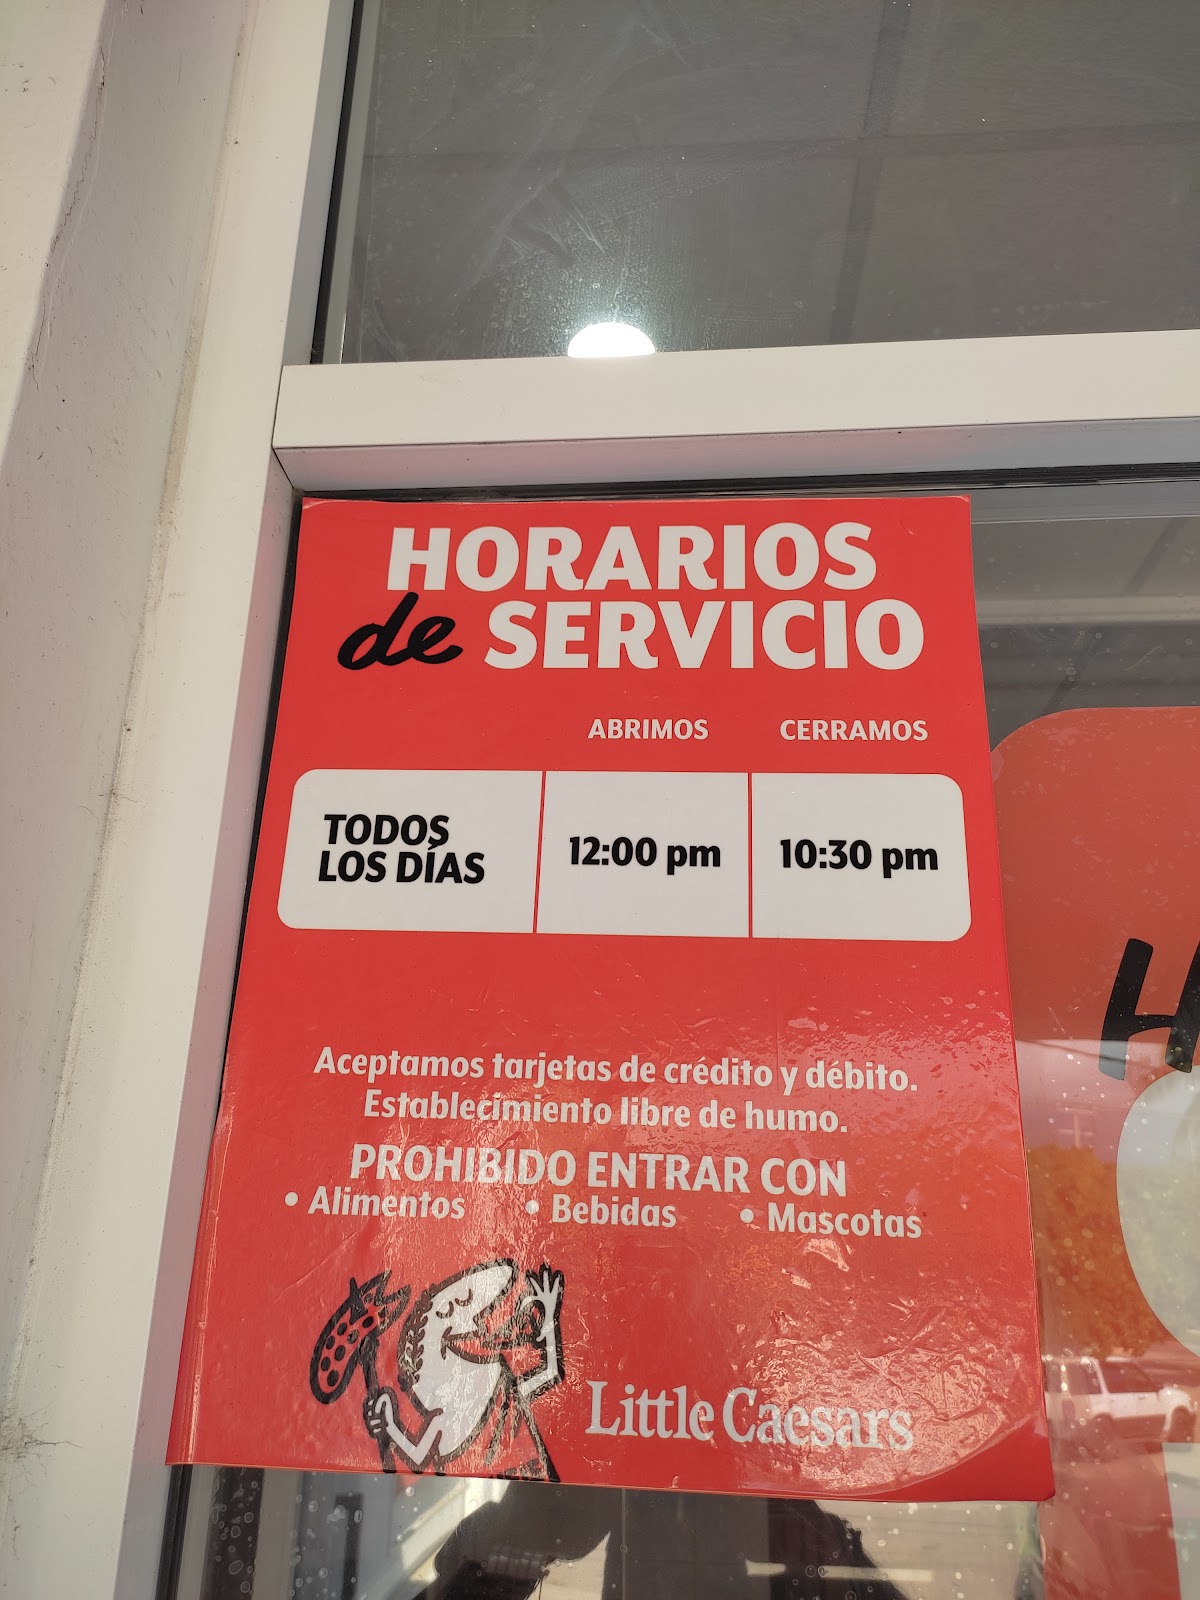 HORARIOS
de SERVICIO
ABRIMOS CERRAMOS
TODOS
LOS DÍAS
12:00 pm 10:30 pm
Aceptamos tarjetas de crédito y débito.
Establecimiento libre de humo.
PROHIBIDO ENTRAR CON
• Alimentos • Bebidas • Mascotas
Little Caesars
H